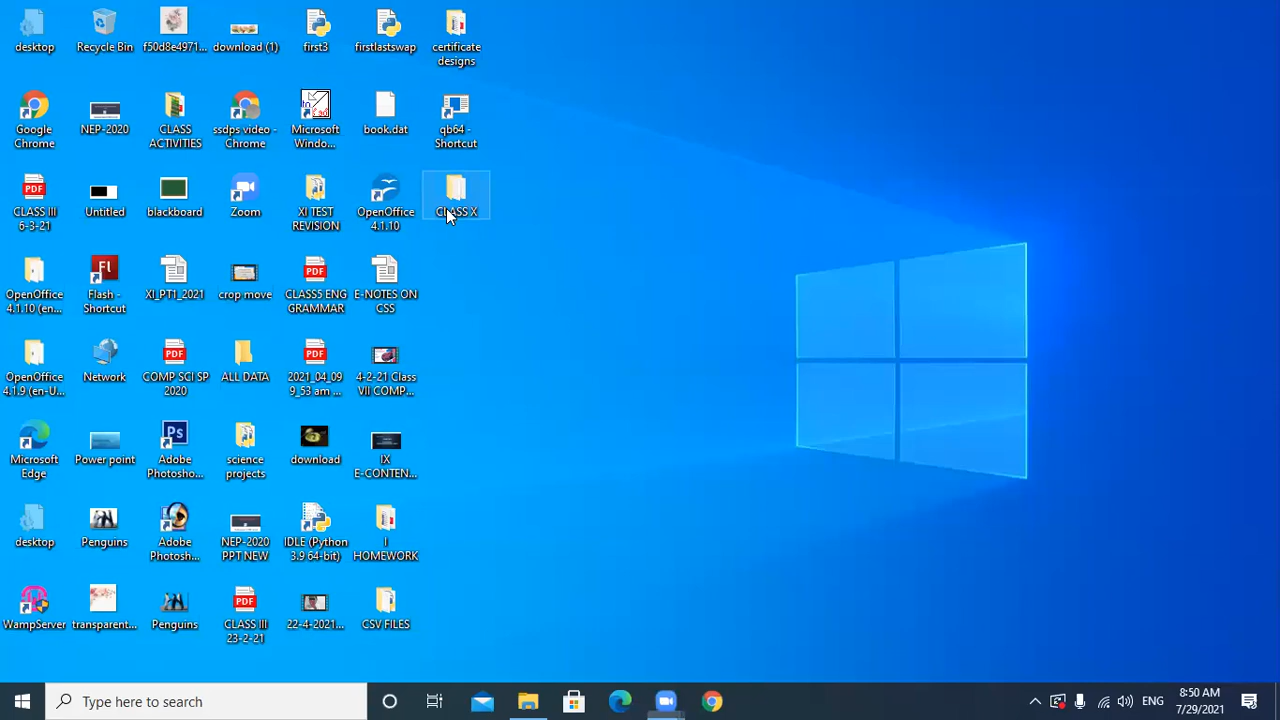 desktop
Recycle Bin
f50d8e4971...
download (1)
first3
firstlastswap
certificate
designs
Google
Chrome
NEP-2020
CLASS
ACTIVITIES
ssdps video -
Chrome
Microsoft
Windo...
book.dat
qb64 -
Shortcut
CLASS III
6-3-21
Untitled
blackboard
Zoom
XI TEST
REVISION
OpenOffice
4.1.10
CLASS X
OpenOffice
4.1.10 (en...
Flash -
Shortcut
XI_PT1_2021
crop move
CLASS5 ENG
GRAMMAR
E-NOTES ON
CSS
OpenOffice
4.1.9 (en-U...
Network
COMP SCI SP
2020
ALL DATA
2021_04_09
9_53 am ...
4-2-21 Class
VII COMP...
Microsoft
Edge
Power point
Adobe
Photosho...
science
projects
download
IX
E-CONTEN...
desktop
Penguins
Adobe
Photosh...
NEP-2020
PPT NEW
IDLE (Python
3.9 64-bit)
I
HOMEWORK
WampServer
transparent...
Penguins
CLASS III
23-2-21
22-4-2021...
CSV FILES
Type here to search
ENG
8:50 AM
7/29/2021